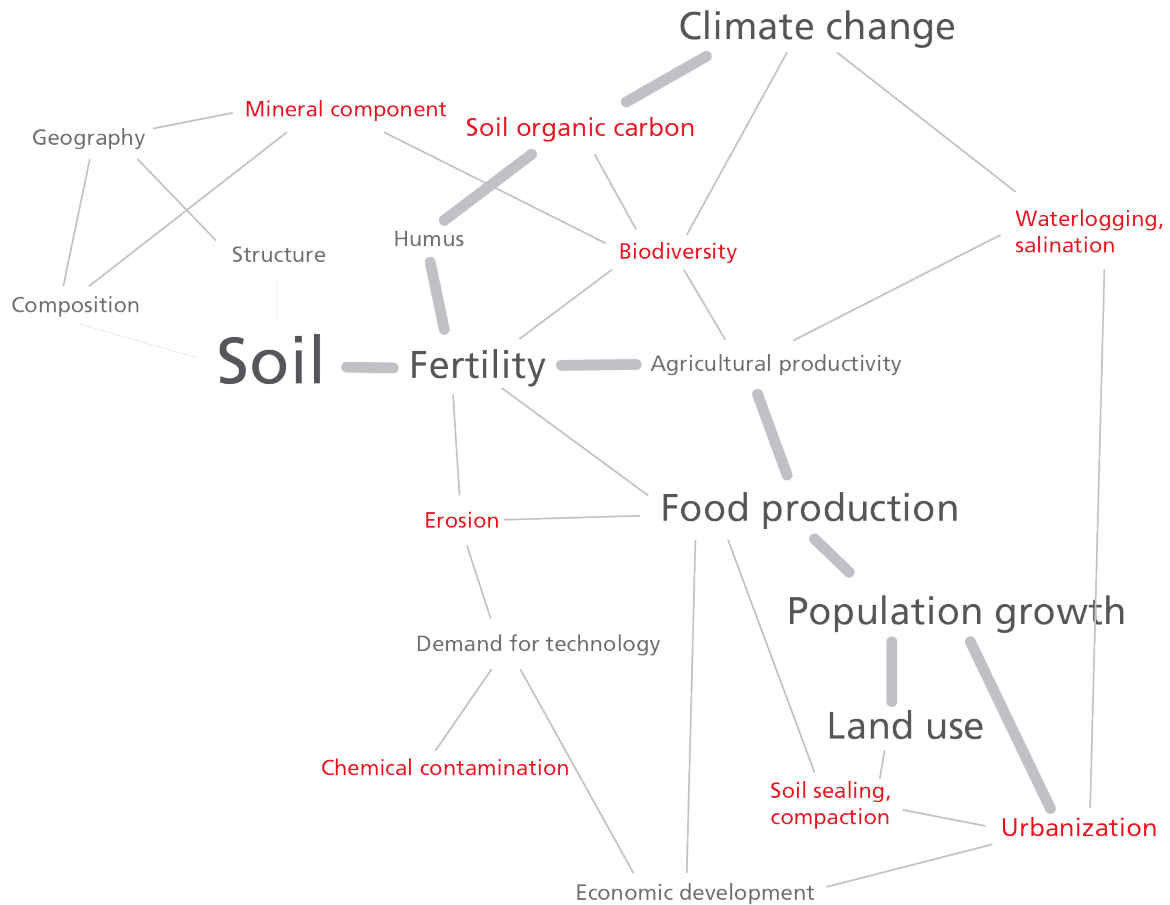 Climate change
Mineral component
Soil organic carbon
Geography
Waterlogging,
salination
Humus
Biodiversity
Structure
Composition
Soil
Fertility
Agricultural productivity
Food production
Erosion
Population growth
Demand for technology
Land use
Chemical contamination
Soil sealing,
compaction
Urbanization
Economic development